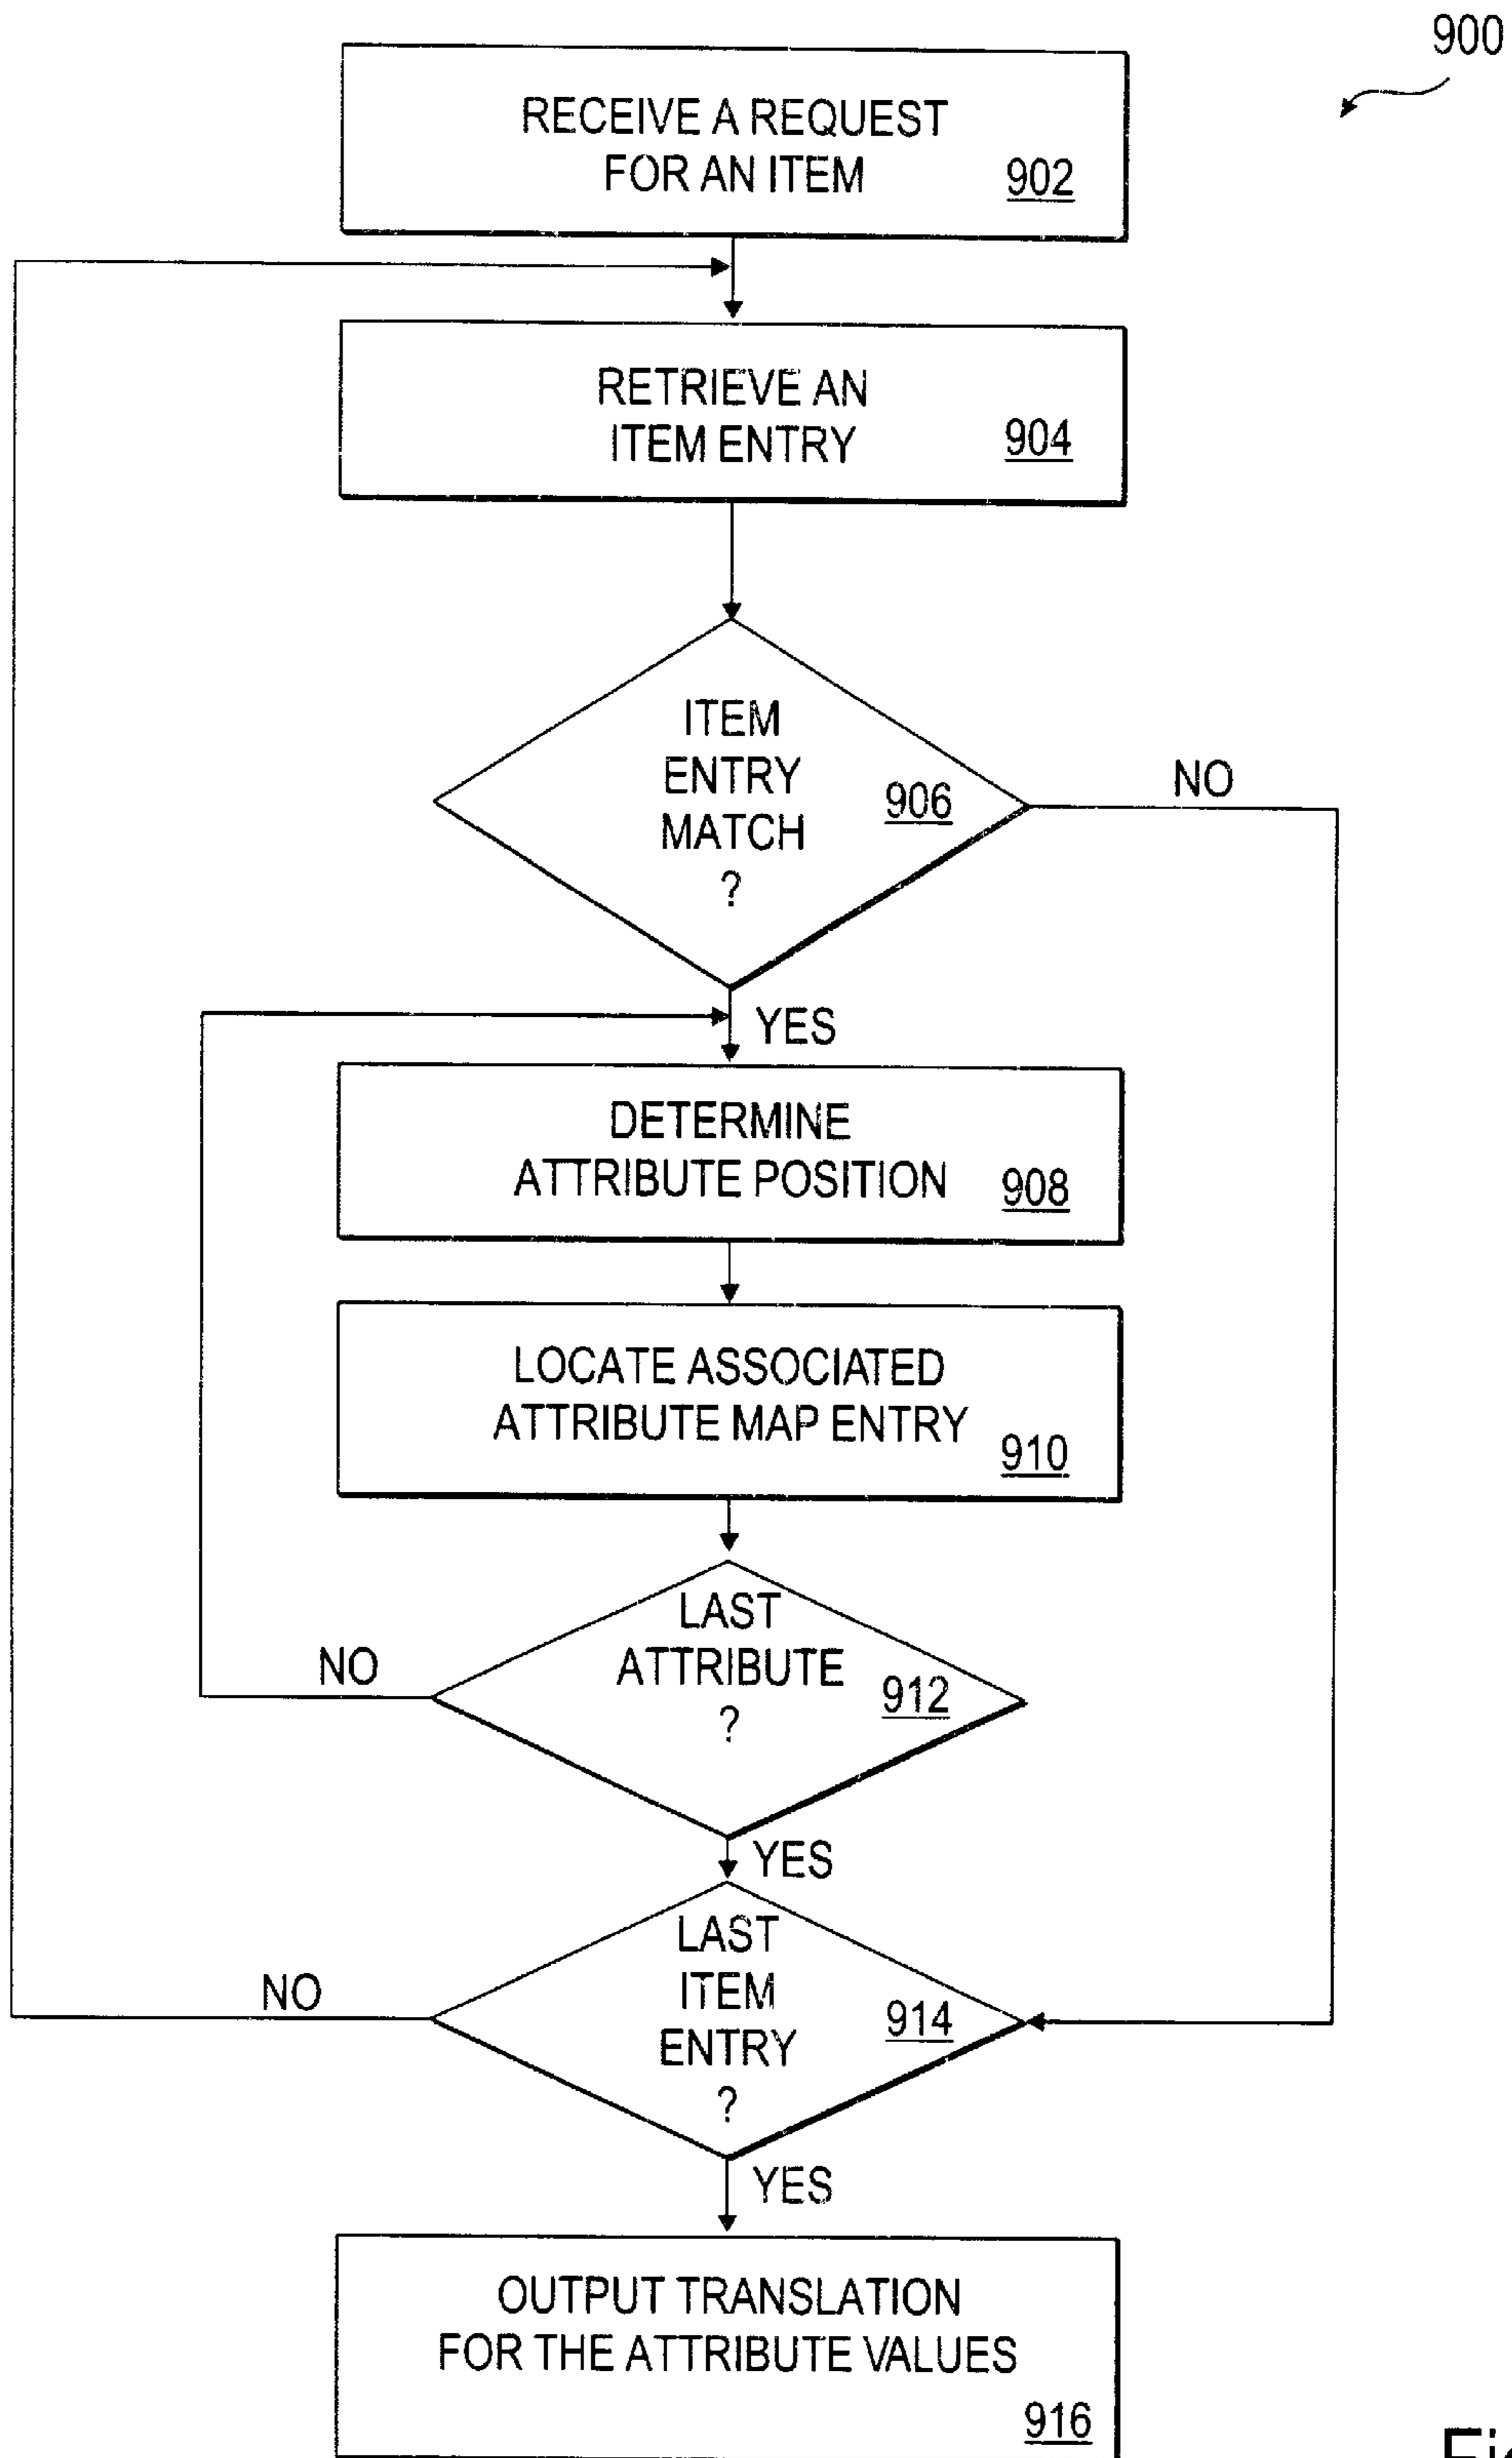 900
RECEIVE A REQUEST
FOR AN ITEM
902
RETRIEVE AN
ITEM ENTRY
904
ITEM
ENTRY
MATCH
?
906
NO
YES
DETERMINE
ATTRIBUTE POSITION
908
LOCATE ASSOCIATED
ATTRIBUTE MAP ENTRY
910
LAST
ATTRIBUTE
?
912
NO
YES
LAST
ITEM
ENTRY
?
914
NO
YES
OUTPUT TRANSLATION
FOR THE ATTRIBUTE VALUES
916